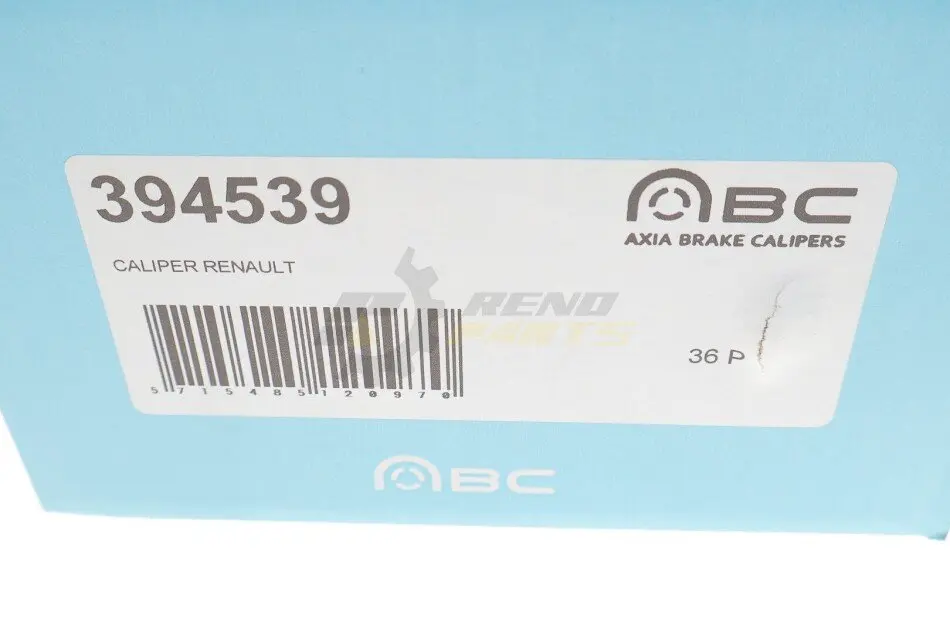 394539
ABC
AXIA BRAKE CALIPERS
CALIPER RENAULT
RENO
PARTS
36 P
5715485120970
ABC